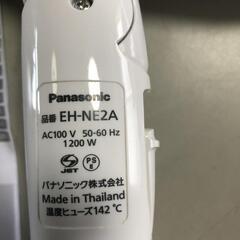 Panasonic
品番 EH-NE2A
AC100 V 50-60 Hz
1200 W
S JET PS E
パナソニック株式会社
Made in Thailand
温度ヒューズ142 ℃